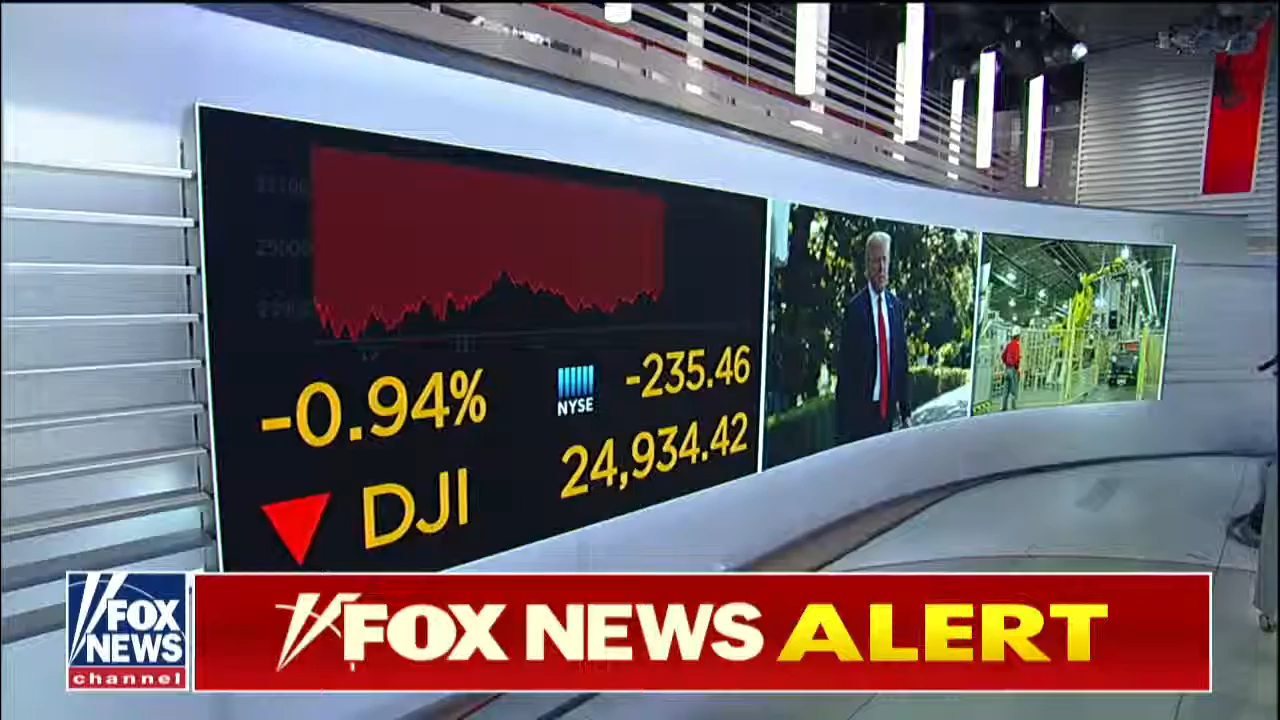 -0.94%
NYSE
-235.46
DJI
24,934.42
FOX
NEWS
channel
FOX NEWS ALERT